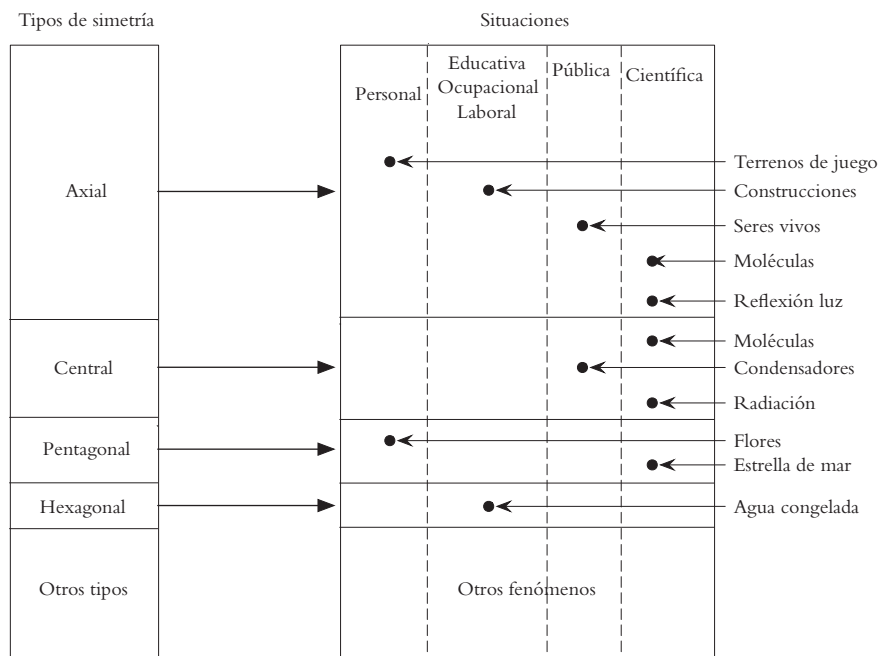 Tipos de simetría
Situaciones
Personal
Educativa
Ocupacional
Laboral
Pública
Científica
Axial
Terrenos de juego
Construcciones
Seres vivos
Moléculas
Reflexión luz
Central
Moléculas
Condensadores
Radiación
Pentagonal
Flores
Estrella de mar
Hexagonal
Agua congelada
Otros tipos
Otros fenómenos